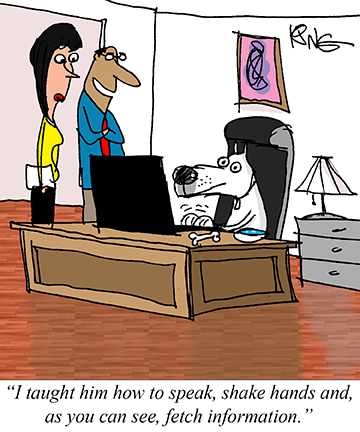 KING
“I taught him how to speak, shake hands and,
as you can see, fetch information.”